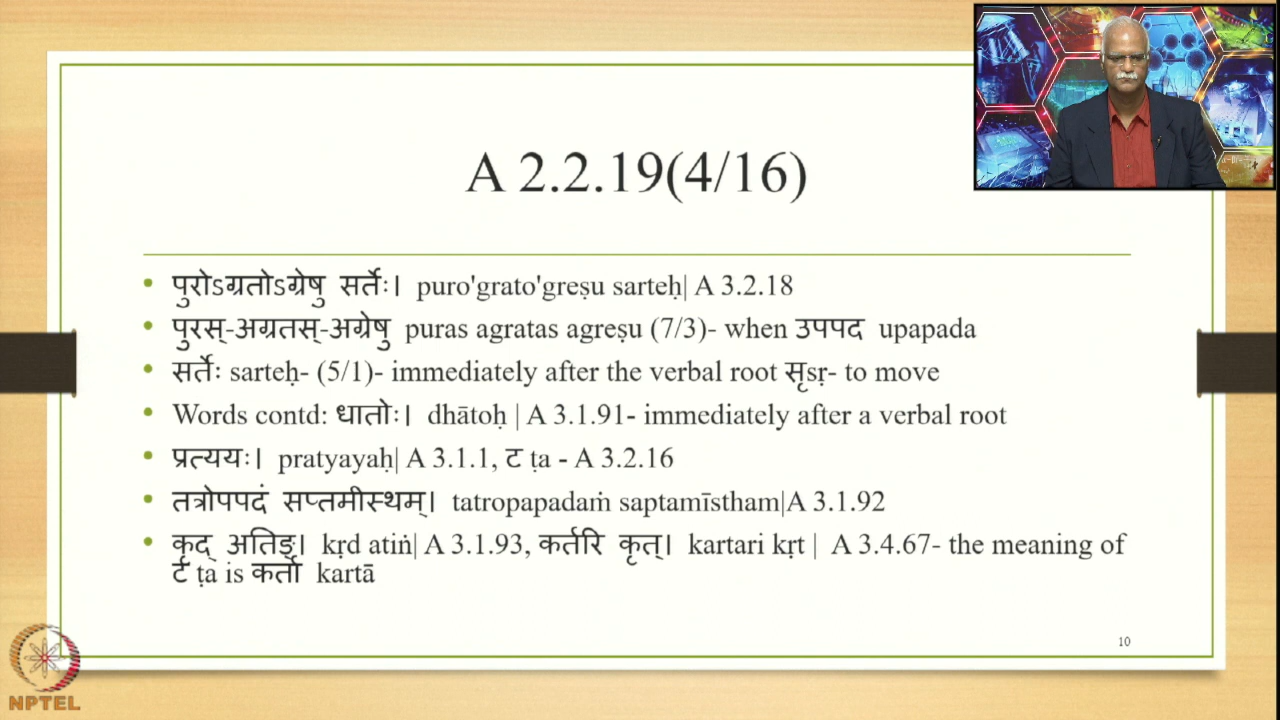 A 2.2.19(4/16)
• पुरोऽग्रतोऽग्रेषु सर्तेः। puro'grato'greṣu sarteḥ| A 3.2.18
• पुरस्-अग्रतस्-अग्रेषु puras agratas agreṣu (7/3)- when उपपद upapada
• सर्तेः sarteḥ- (5/1)- immediately after the verbal root सृsṛ- to move
• Words contd: धातोः। dhātoḥ | A 3.1.91- immediately after a verbal root
• प्रत्ययः। pratyayaḥ| A 3.1.1, ट ṭa - A 3.2.16
• तत्रोपपदं सप्तमीस्थम्। tatropapadaṁ saptamīstham|A 3.1.92
• कृद् अतिङ्। kṛd atiṅ| A 3.1.93, कर्तरि कृत्। kartari kṛt | A 3.4.67- the meaning of
ट ṭa is कर्ता kartā
10
NPTEL